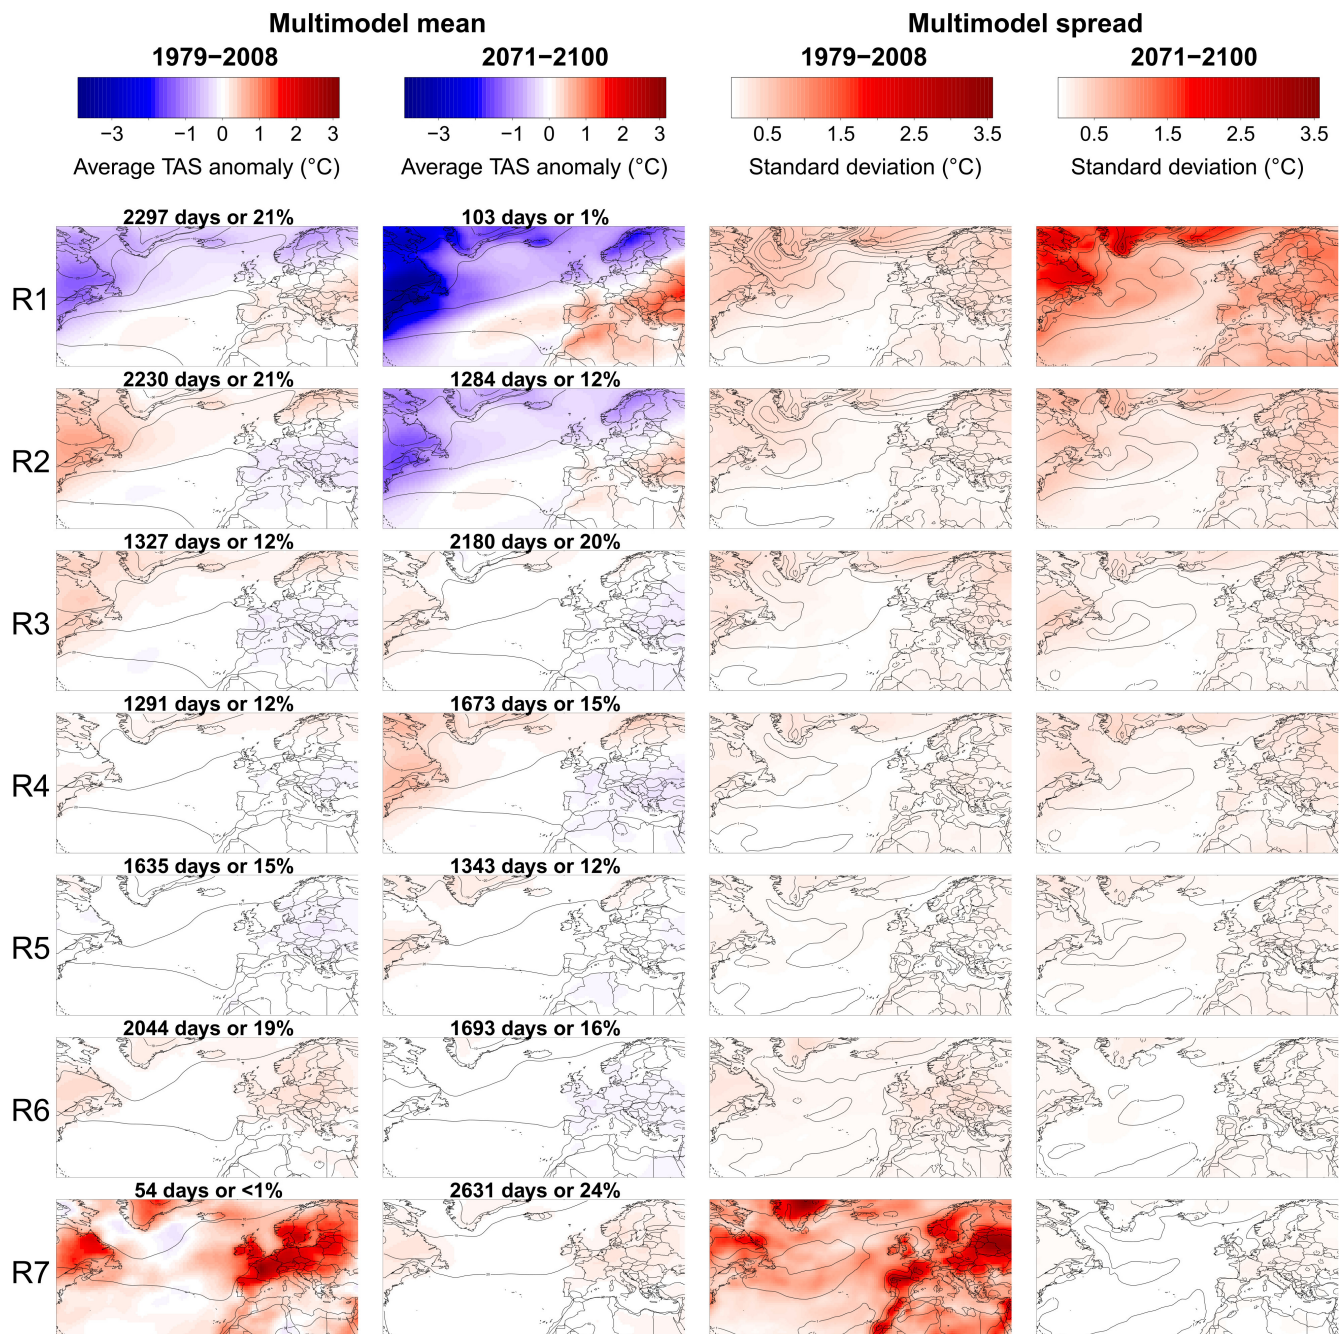 Multimodel mean Multimodel spread
1979−2008 2071−2100 1979−2008 2071−2100
−3 −1 0 1 2 3 −3 −1 0 1 2 3 0.5 1.5 2.5 3.5 0.5 1.5 2.5 3.5
Average TAS anomaly (°C) Average TAS anomaly (°C) Standard deviation (°C) Standard deviation (°C)
2297 days or 21% 103 days or 1%
R1
2230 days or 21% 1284 days or 12%
R2
1327 days or 12% 2180 days or 20%
R3
1291 days or 12% 1673 days or 15%
R4
1635 days or 15% 1343 days or 12%
R5
2044 days or 19% 1693 days or 16%
R6
54 days or <1% 2631 days or 24%
R7